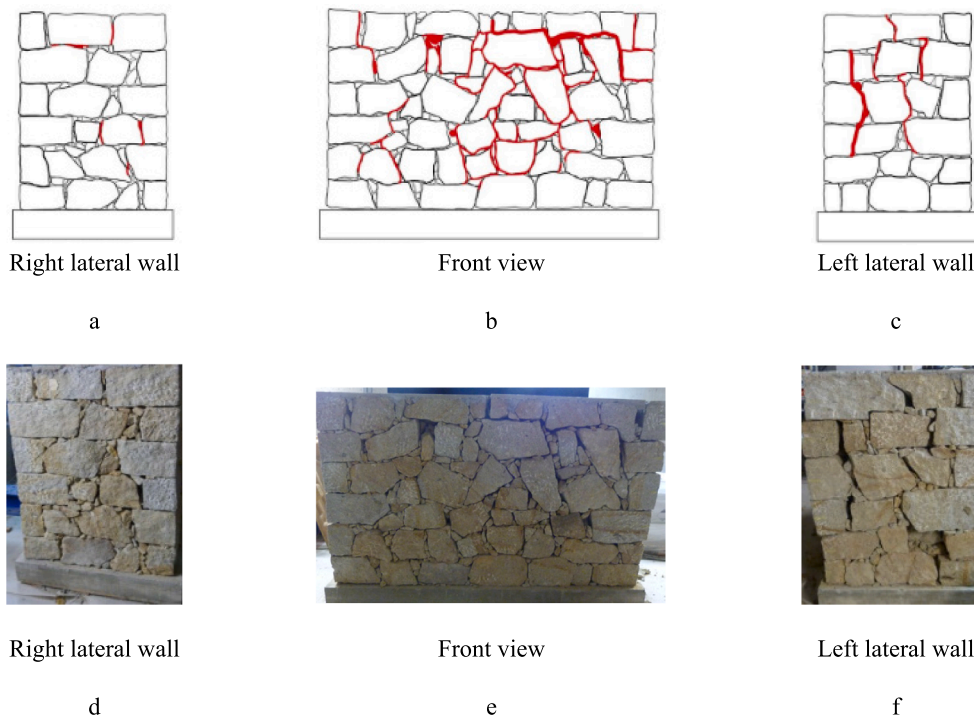 Right lateral wall
Front view
Left lateral wall
a
b
c
Right lateral wall
Front view
Left lateral wall
d
e
f